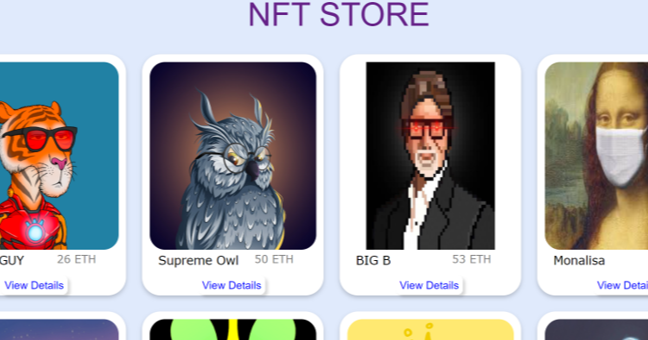 NFT STORE
GUY 26 ETH
Supreme Owl 50 ETH
BIG B 53 ETH
Monalisa
View Details
View Details
View Details
View Detai